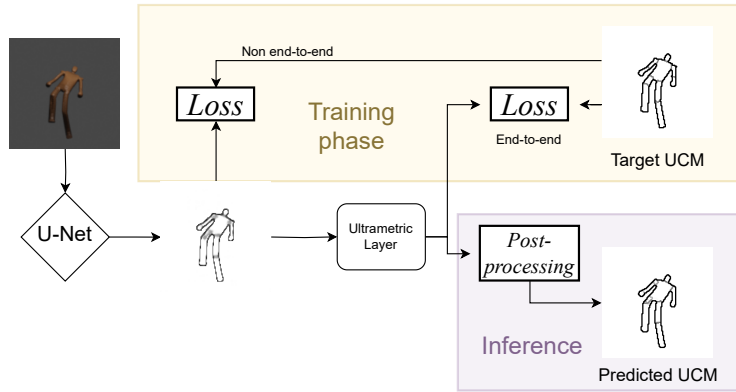 Non end-to-end
Loss
Loss
Training
phase
End-to-end
Target UCM
U-Net
Ultrametric
Layer
Post-
processing
Inference
Predicted UCM